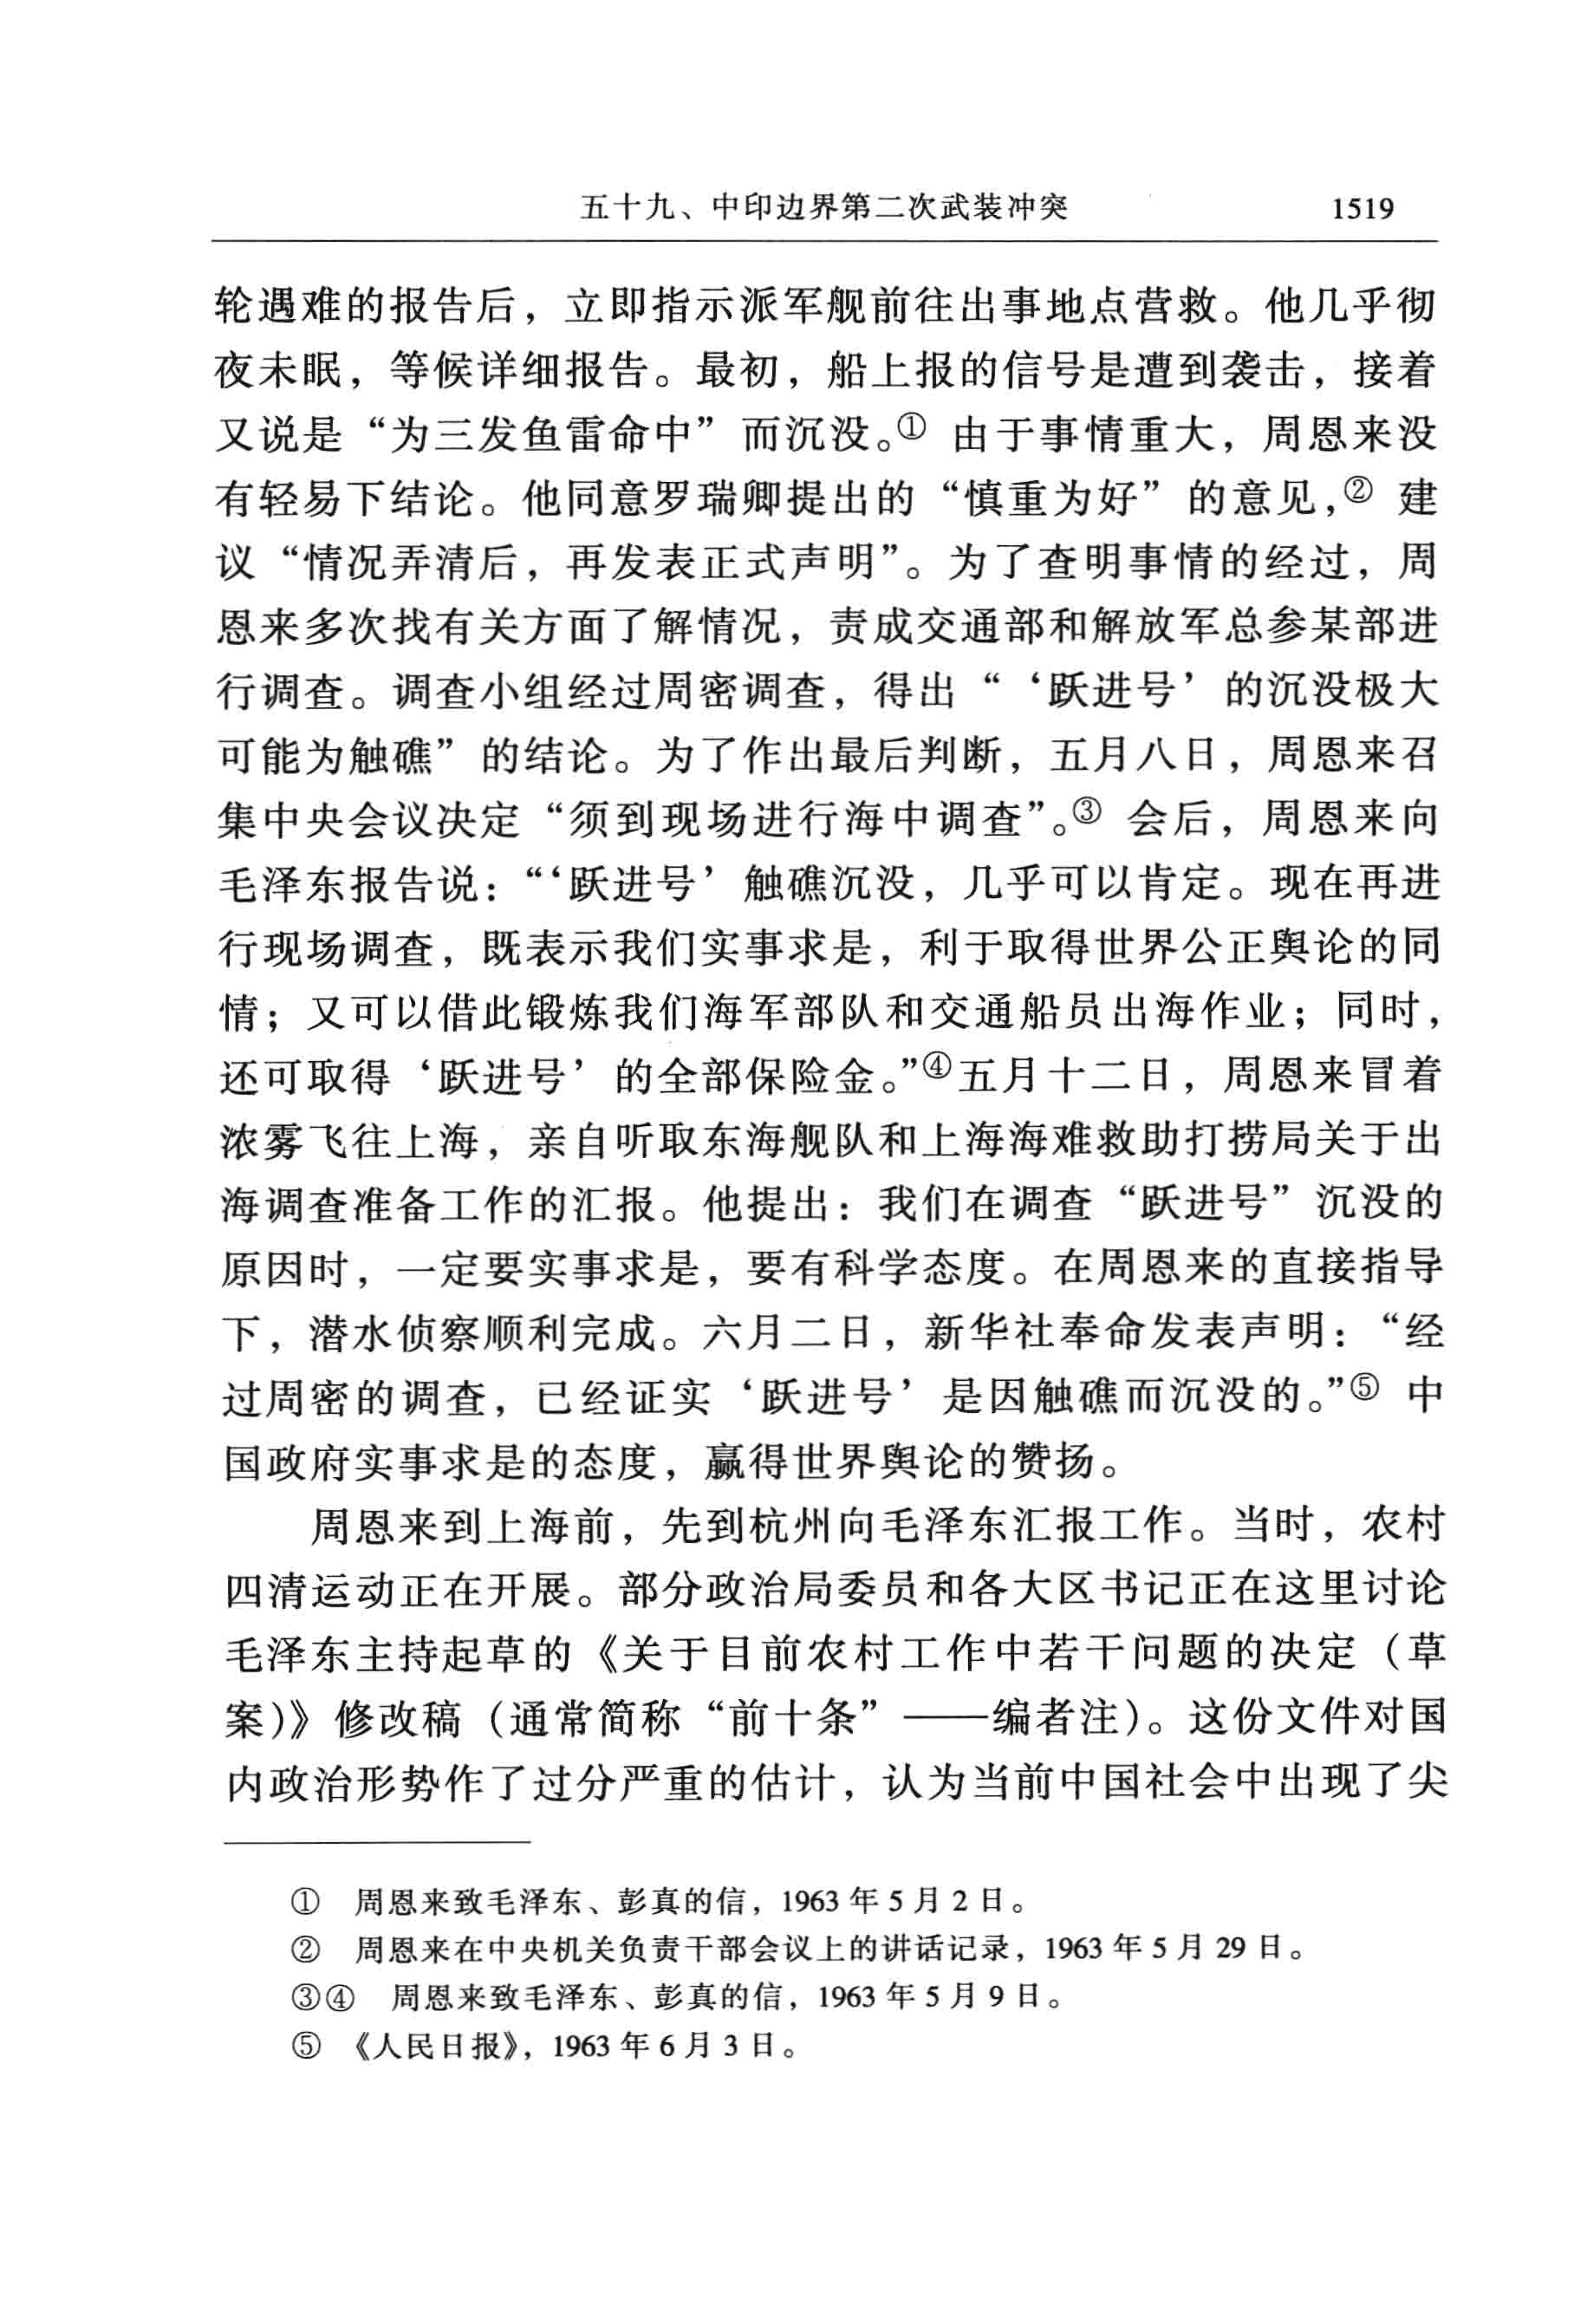 五十九、中印边界第二次武装冲突 1519
轮遇难的报告后，立即指示派军舰前往出事地点营救。他几乎彻
夜未眠，等候详细报告。最初，船上报的信号是遭到袭击，接着
又说是“为三发鱼雷命中”而沉没。① 由于事情重大，周恩来没
有轻易下结论。他同意罗瑞卿提出的“慎重为好”的意见，② 建
议“情况弄清后，再发表正式声明”。为了查明事情的经过，周
恩来多次找有关方面了解情况，责成交通部和解放军总参某部进
行调查。调查小组经过周密调查，得出“‘跃进号’的沉没极大
可能为触礁”的结论。为了作出最后判断，五月八日，周恩来召
集中央会议决定“须到现场进行海中调查”。③ 会后，周恩来向
毛泽东报告说：“‘跃进号’触礁沉没，几乎可以肯定。现在再进
行现场调查，既表示我们实事求是，利于取得世界公正舆论的同
情；又可以借此锻炼我们海军部队和交通船员出海作业；同时，
还可取得‘跃进号’的全部保险金。”④五月十二日，周恩来冒着
浓雾飞往上海，亲自听取东海舰队和上海海难救助打捞局关于出
海调查准备工作的汇报。他提出：我们在调查“跃进号”沉没的
原因时，一定要实事求是，要有科学态度。在周恩来的直接指导
下，潜水侦察顺利完成。六月二日，新华社奉命发表声明：“经
过周密的调查，已经证实‘跃进号’是因触礁而沉没的。”⑤ 中
国政府实事求是的态度，赢得世界舆论的赞扬。
周恩来到上海前，先到杭州向毛泽东汇报工作。当时，农村
四清运动正在开展。部分政治局委员和各大区书记正在这里讨论
毛泽东主持起草的《关于目前农村工作中若干问题的决定（草
案）》修改稿（通常简称“前十条”——编者注）。这份文件对国
内政治形势作了过分严重的估计，认为当前中国社会中出现了尖
① 周恩来致毛泽东、彭真的信，1963 年 5 月 2 日。
② 周恩来在中央机关负责干部会议上的讲话记录，1963 年 5 月 29 日。
③④ 周恩来致毛泽东、彭真的信，1963 年 5 月 9 日。
⑤ 《人民日报》，1963 年 6 月 3 日。